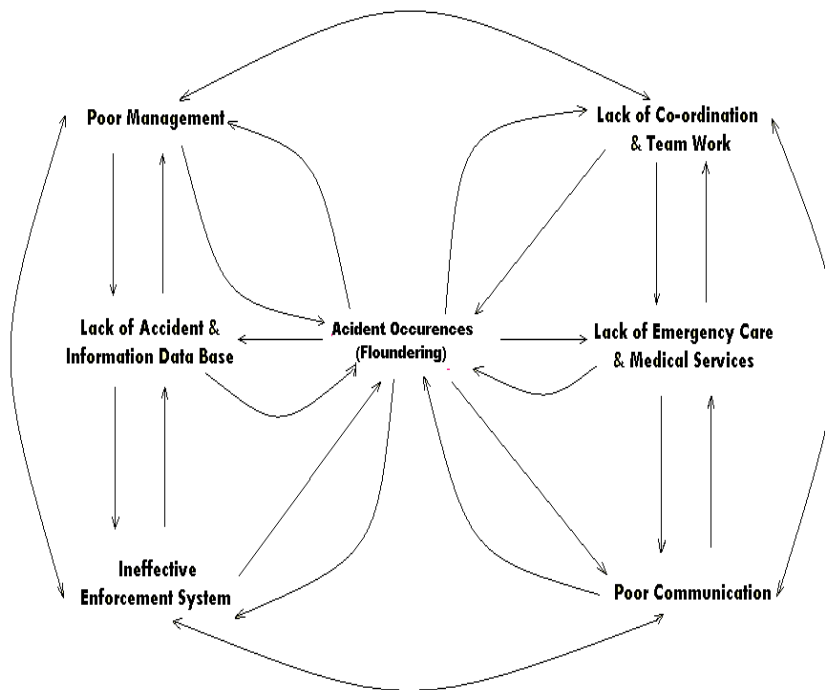 Poor Management
Lack of Co-ordination
& Team Work
Lack of Accident &
Information Data Base
Acident Occurences
(Floundering)
Lack of Emergency Care
& Medical Services
Ineffective
Enforcement System
Poor Communication